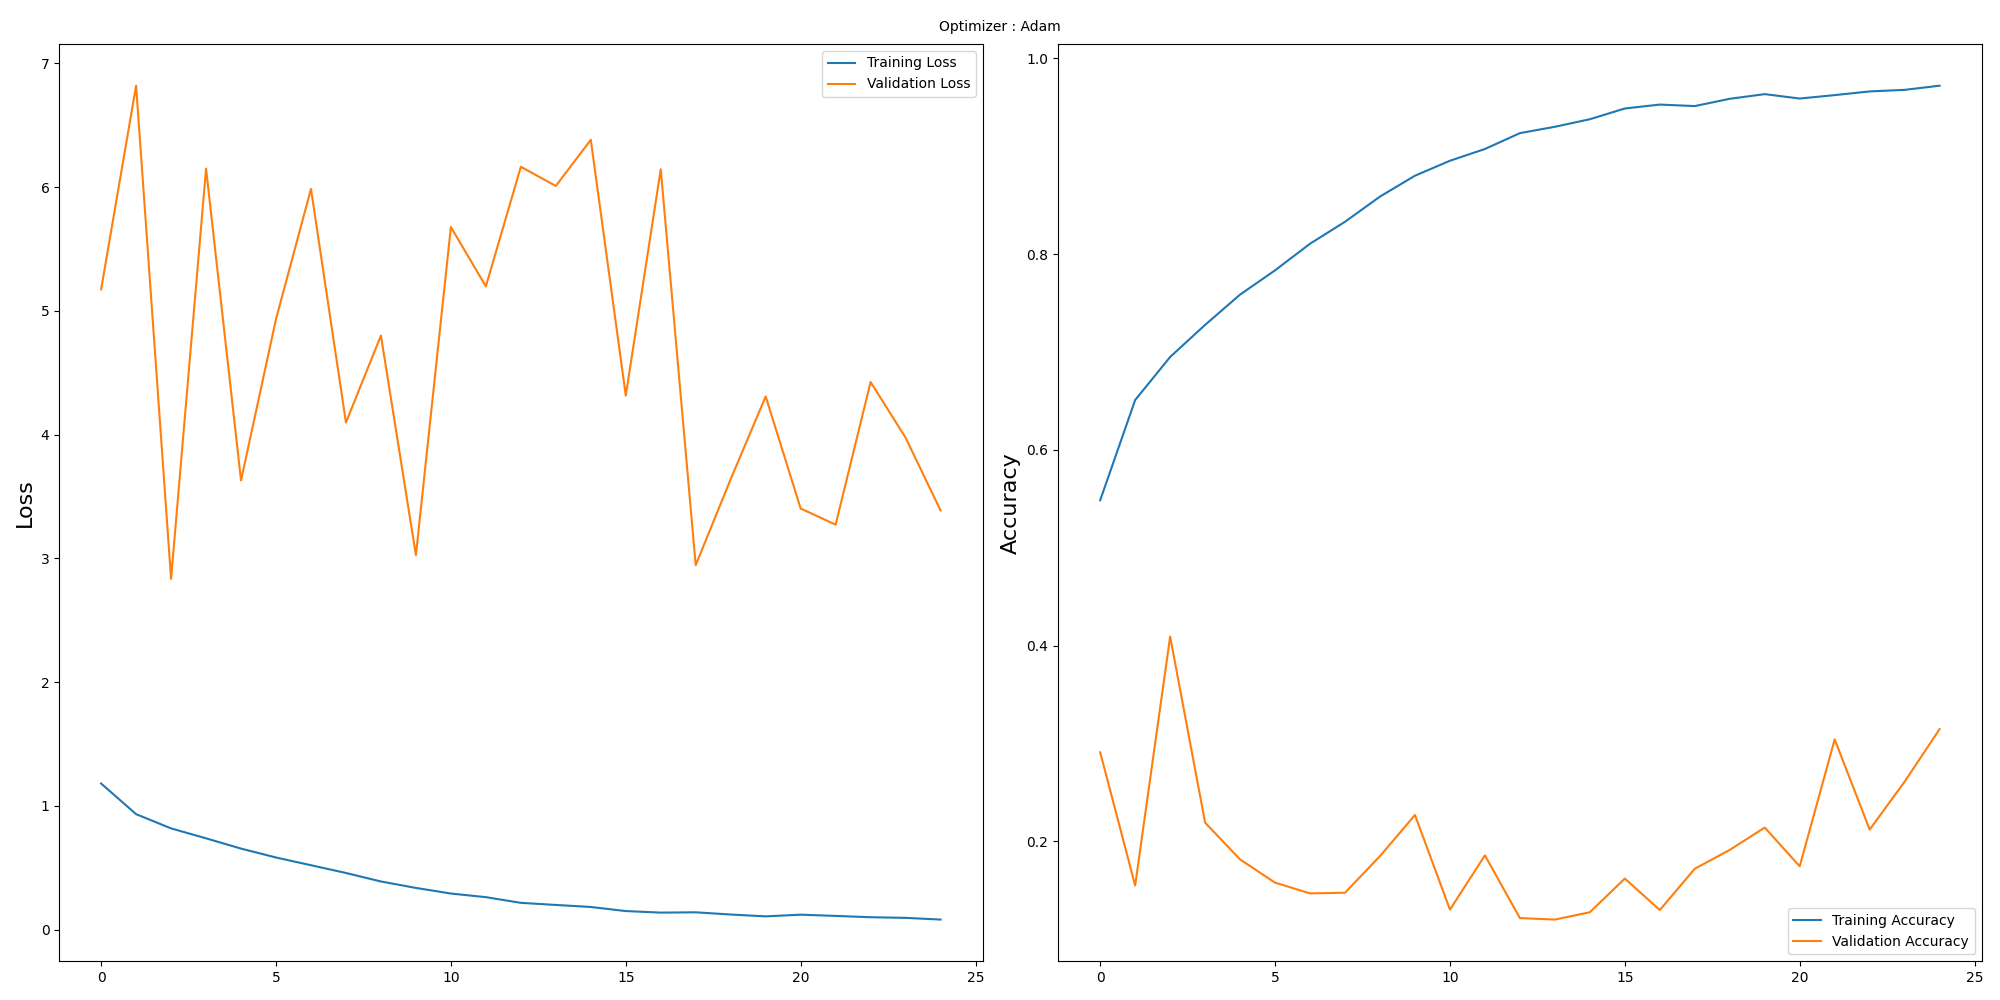 Optimizer : Adam
Loss
7
6
5
4
3
2
1
0
0 5 10 15 20 25
Training Loss
Validation Loss
Accuracy
1.0
0.8
0.6
0.4
0.2
0 5 10 15 20 25
Training Accuracy
Validation Accuracy